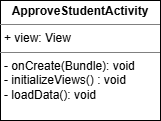 ApproveStudentActivity
+ view: View
- onCreate(Bundle): void
- initializeViews() : void
- loadData(): void